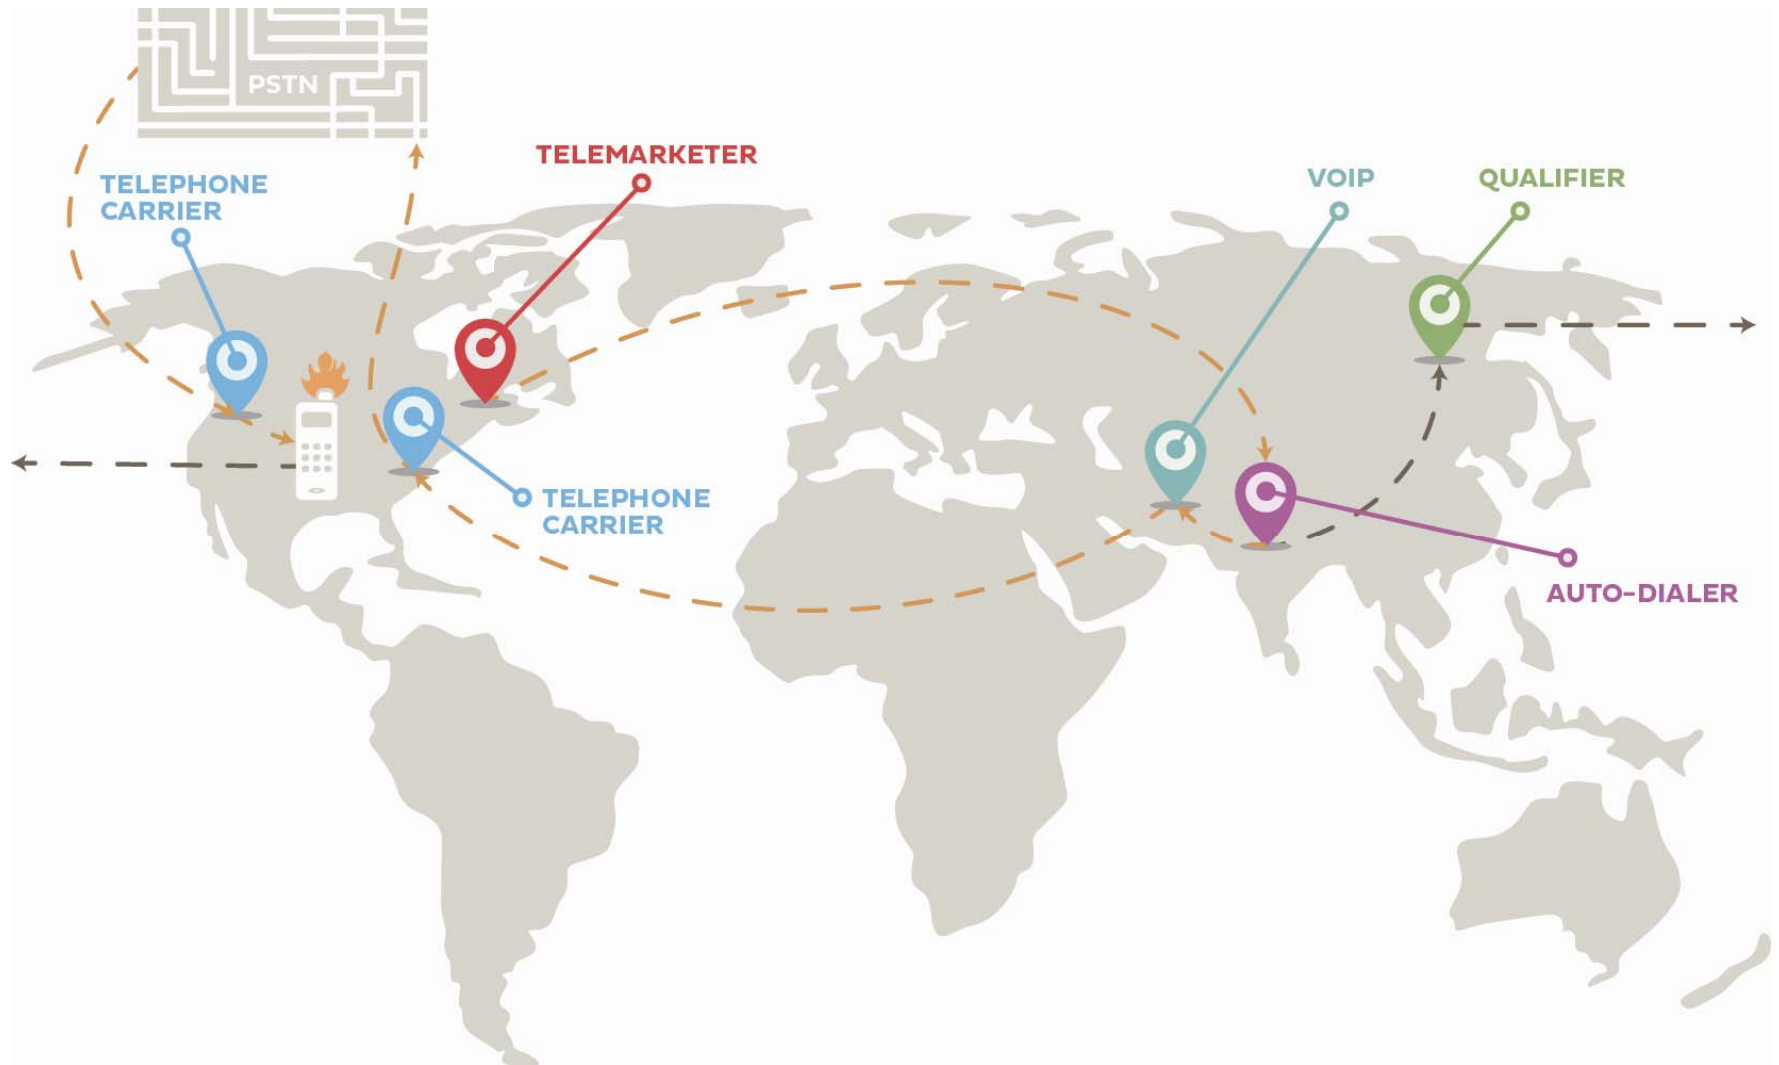 PSTN
TELEMARKETER
TELEPHONE
CARRIER
VOIP
QUALIFIER
TELEPHONE
CARRIER
AUTO-DIALER